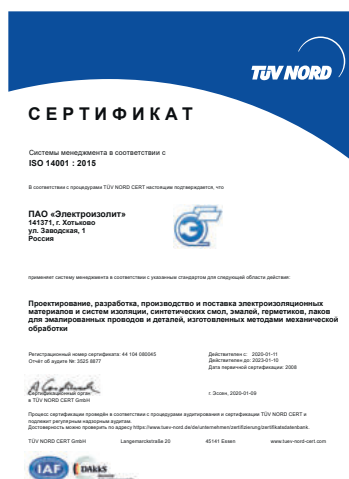 TÜV NORD
СЕРТИФИКАТ
Системы менеджмента в соответствии с
ISO 14001 : 2015
В соответствии с процедурами TÜV NORD CERT настоящим подтверждается, что
ПАО «Электроизолит»
141371, г. Хотьково
ул. Заводская, 1
Россия
применяет систему менеджмента в соответствии с указанным стандартом для следующей области действия:
Проектирование, разработка, производство и поставка электроизоляционных
материалов и систем изоляции, синтетических смол, эмалей, герметиков, лаков
для эмалированных проводов и деталей, изготовленных методами механической
обработки
Регистрационный номер сертификата: 44 104 080045
Отчёт об аудите №: 3525 8877
Действителен с: 2020-01-11
Действителен до: 2023-01-10
Дата первичной сертификации: 2008
Сертификационный орган
в TÜV NORD CERT GmbH
г. Эссен, 2020-01-09
Процесс сертификации проведён в соответствии с процедурами аудитирования и сертификации TÜV NORD CERT и
подлежит регулярным надзорным аудитам.
Достоверность можно проверить по адресу https://www.tuev-nord.de/de/unternehmen/zertifizierung/zertifikatsdatenbank.
TÜV NORD CERT GmbH Langemarckstraße 20 45141 Essen www.tuev-nord-cert.com
IAF DAkkS